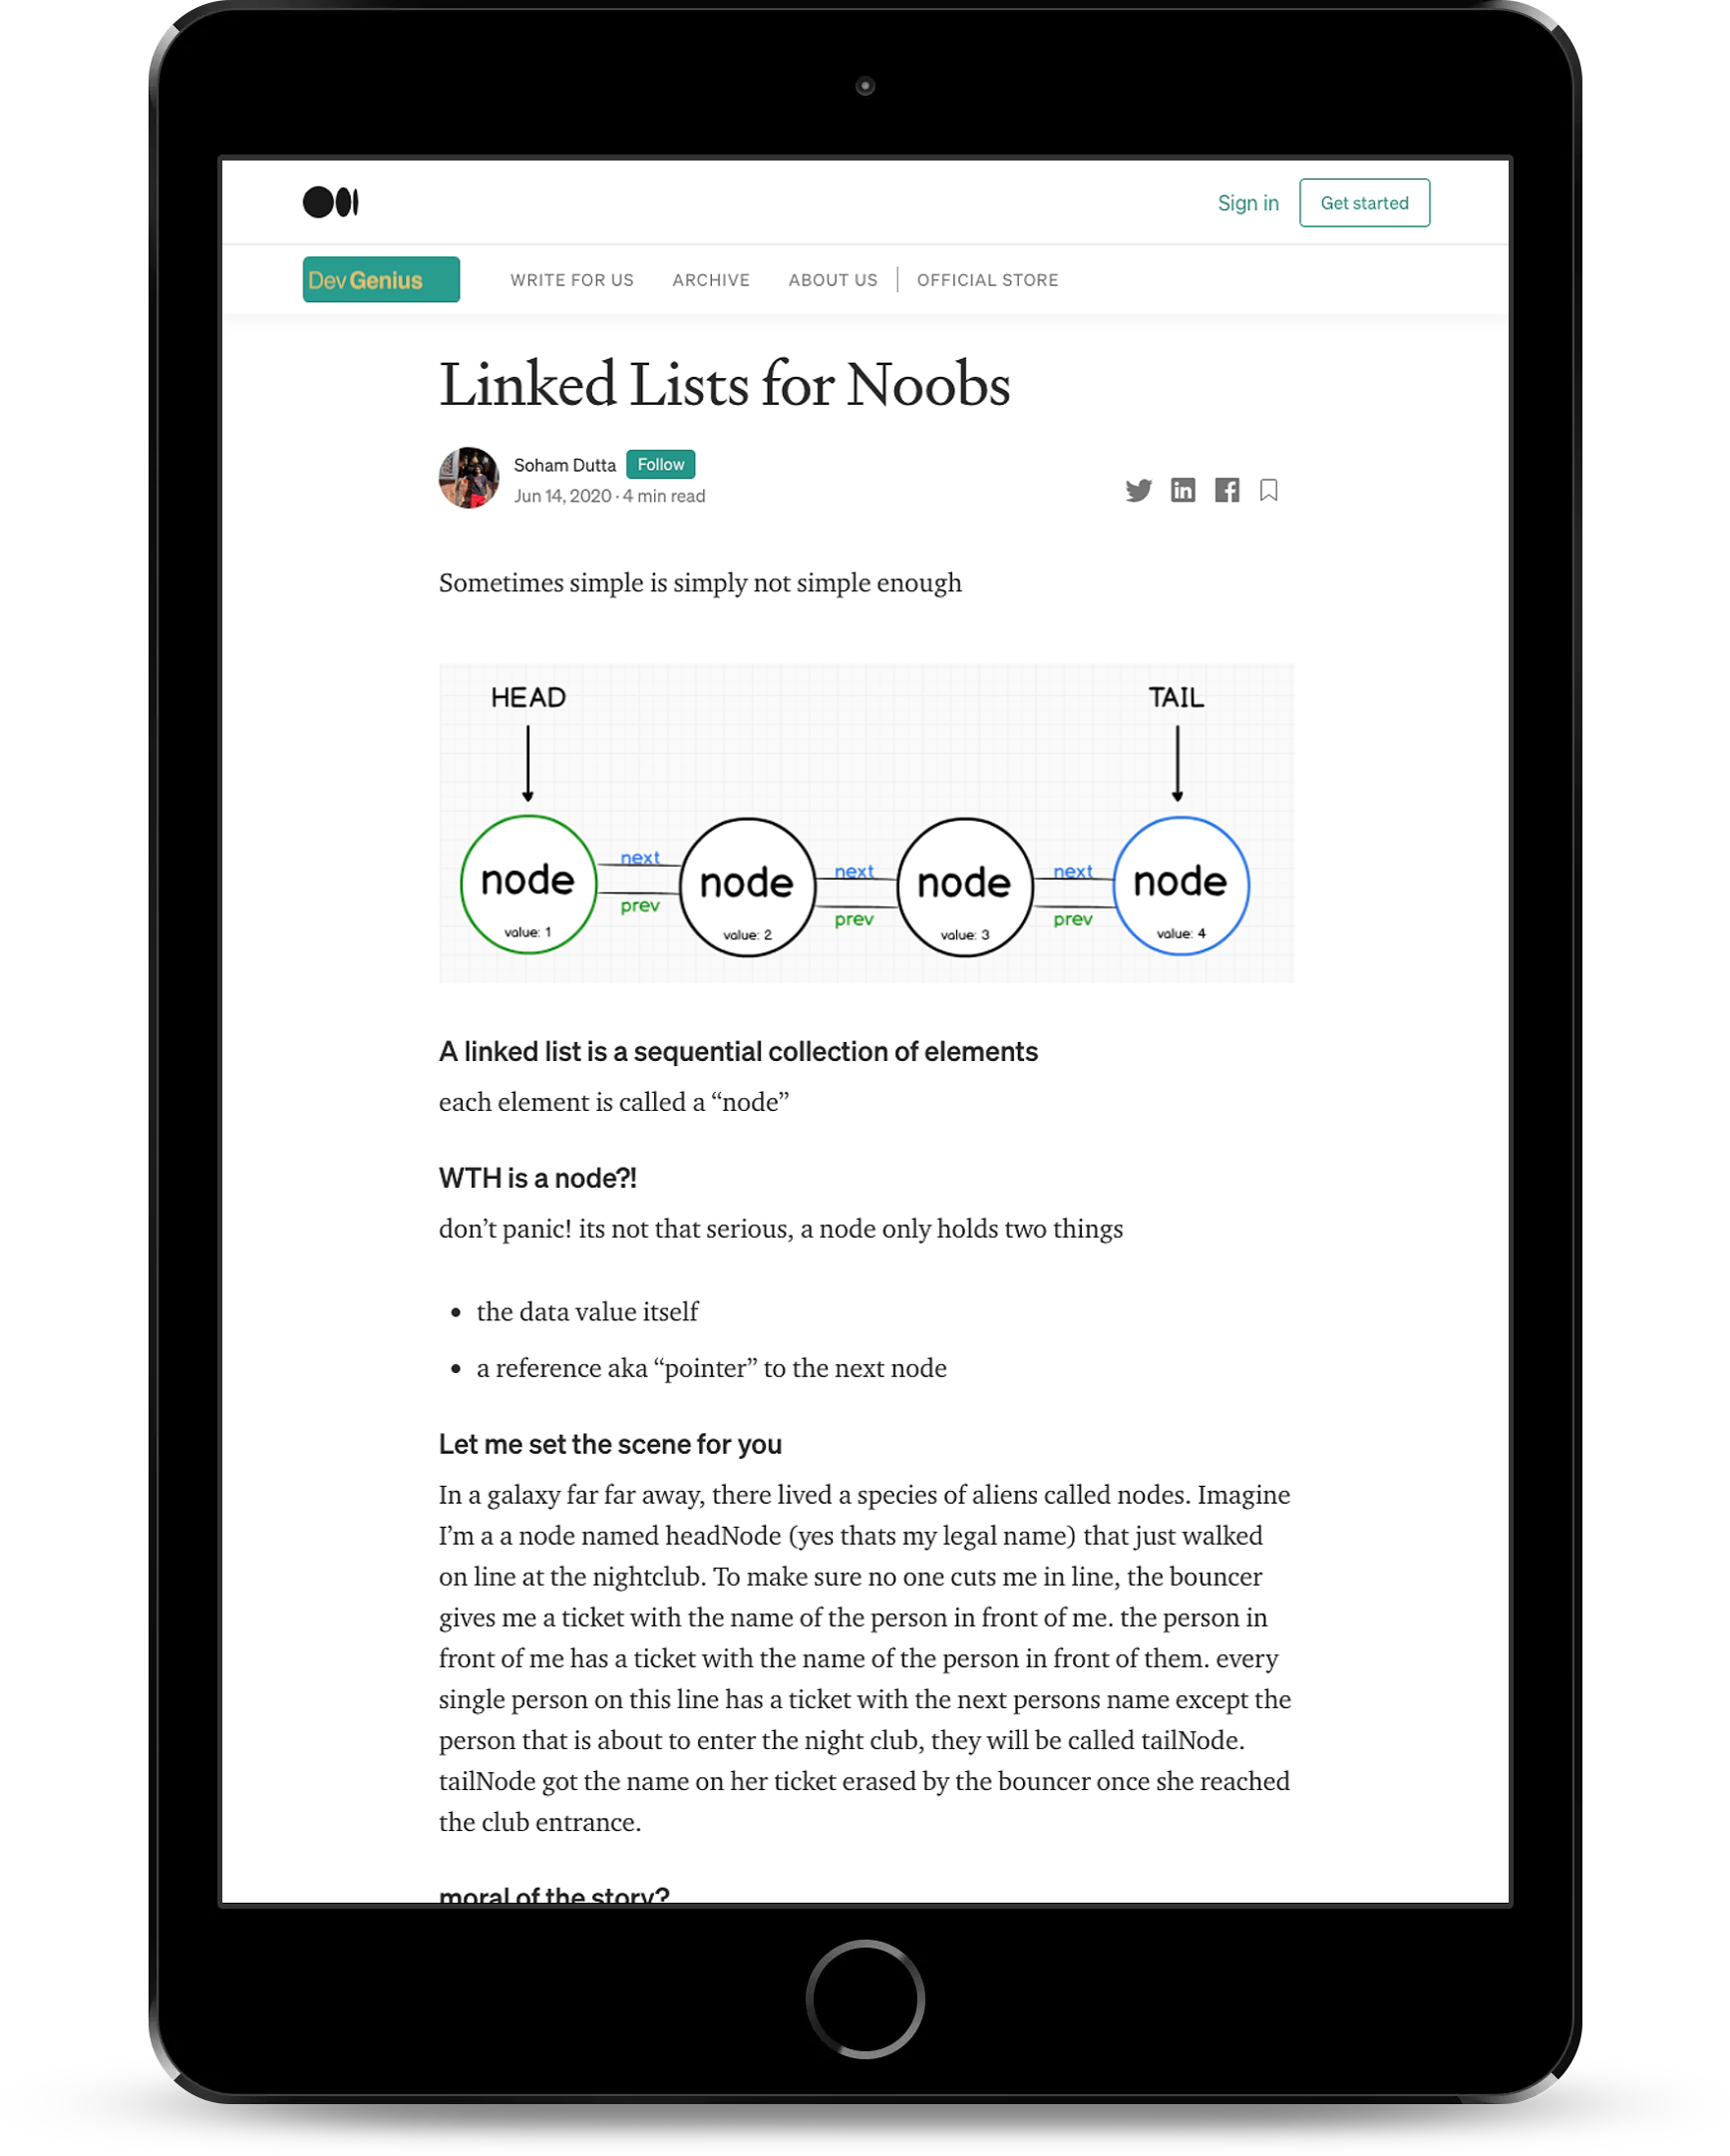 Sign in
Get started
Dev Genius
WRITE FOR US
ARCHIVE
ABOUT US
OFFICIAL STORE
Linked Lists for Noobs
Soham Dutta
Follow
Jun 14, 2020 · 4 min read
Sometimes simple is simply not simple enough
HEAD
TAIL
node
value: 1
next
prev
node
value: 2
next
prev
node
value: 3
next
prev
node
value: 4
A linked list is a sequential collection of elements
each element is called a “node”
WTH is a node?!
don’t panic! its not that serious, a node only holds two things
• the data value itself
• a reference aka “pointer” to the next node
Let me set the scene for you
In a galaxy far far away, there lived a species of aliens called nodes. Imagine
I’m a a node named headNode (yes thats my legal name) that just walked
on line at the nightclub. To make sure no one cuts me in line, the bouncer
gives me a ticket with the name of the person in front of me. the person in
front of me has a ticket with the name of the person in front of them. every
single person on this line has a ticket with the next persons name except the
person that is about to enter the night club, they will be called tailNode.
tailNode got the name on her ticket erased by the bouncer once she reached
the club entrance.
moral of the story?